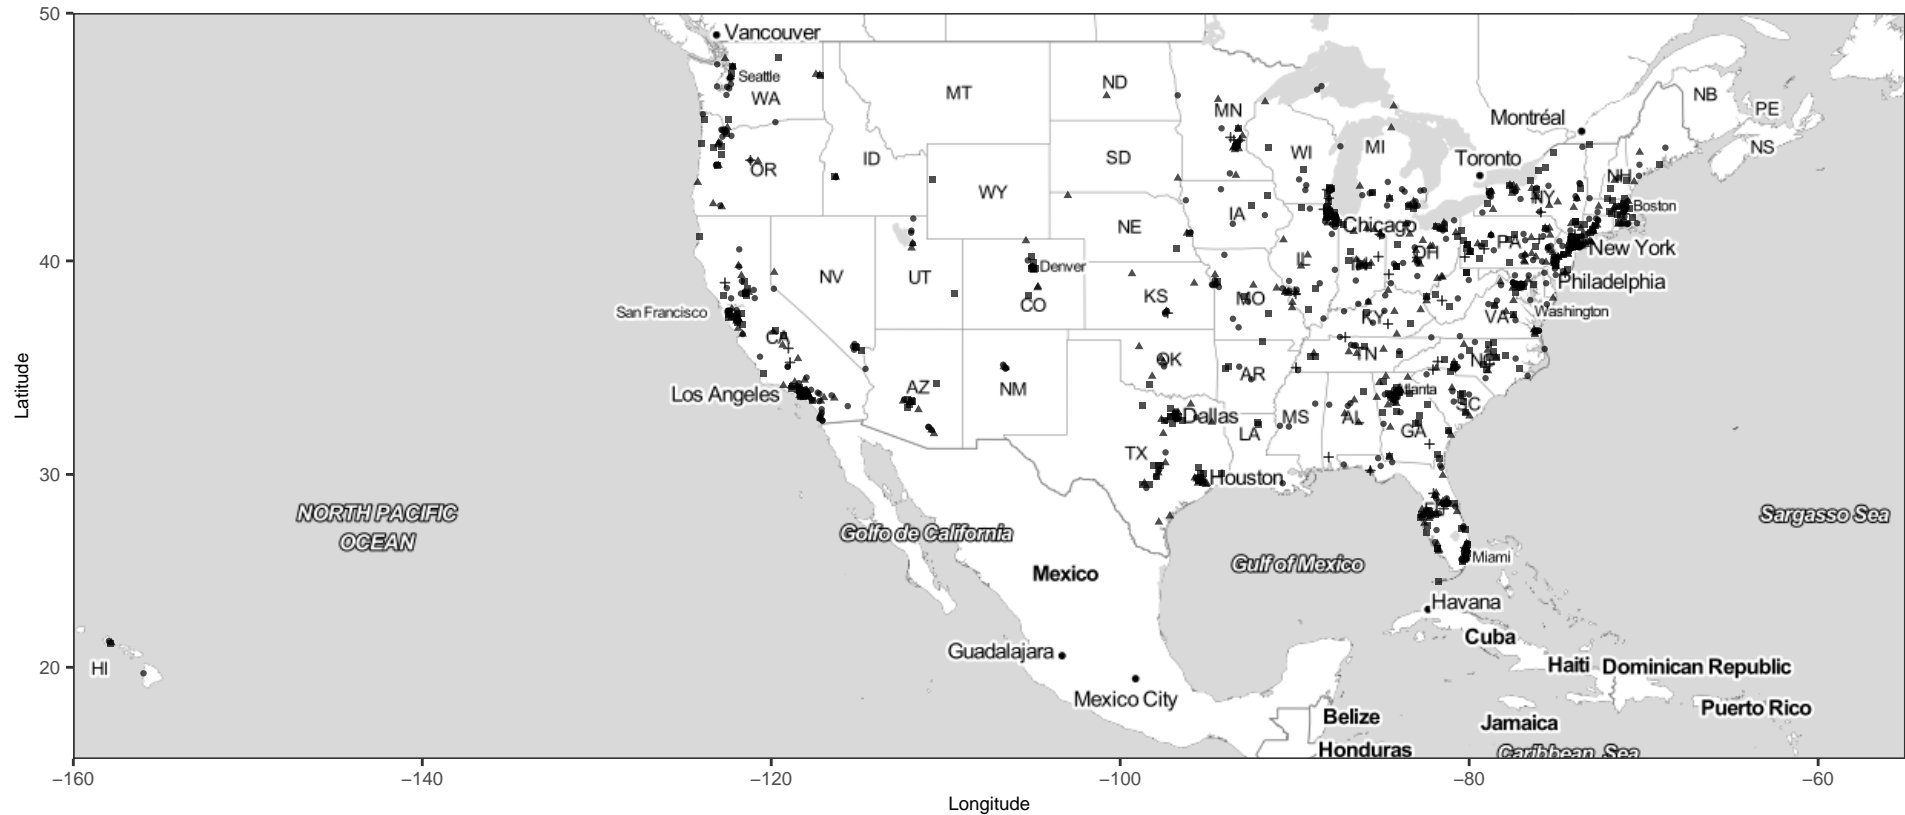 50
Vancouver
Seattle
WA
MT
ND
MN
NB
PE
Montréal
NS
OR
ID
SD
WI
MI
Toronto
WY
NH
NY
Boston
IA
NE
Chicago
New York
40
NV
UT
Denver
IL
OH
PA
Philadelphia
CO
KS
MO
San Francisco
KY
VA
Washington
CA
OK
TN
NC
Los Angeles
AZ
NM
AR
Atlanta
SC
Dallas
MS
AL
LA
GA
TX
30
Houston
NORTH PACIFIC
OCEAN
Golfo de California
Sargasso Sea
Gulf of Mexico
Miami
Mexico
Havana
Cuba
20
HI
Guadalajara
Haiti
Dominican Republic
Mexico City
Puerto Rico
Belize
Jamaica
Honduras
Caribbean Sea
−160
−140
−120
−100
−80
−60
Longitude
Latitude